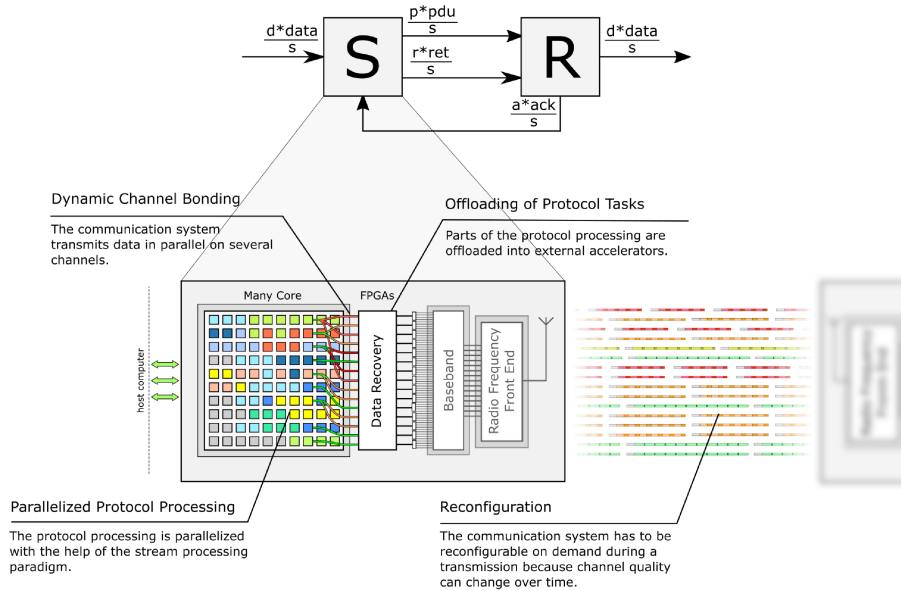 d*data
s
S
p*pdu
s
r*ret
s
R
d*data
s
a*ack
s
Dynamic Channel Bonding
The communication system
transmits data in parallel on several
channels.
Offloading of Protocol Tasks
Parts of the protocol processing are
offloaded into external accelerators.
Many Core
FPGAs
host computer
Data Recovery
Baseband
Radio Frequency
Front End
Radio Frequency
Front End
Parallelized Protocol Processing
The protocol processing is parallelized
with the help of the stream processing
paradigm.
Reconfiguration
The communication system has to be
reconfigurable on demand during a
transmission because channel quality
can change over time.